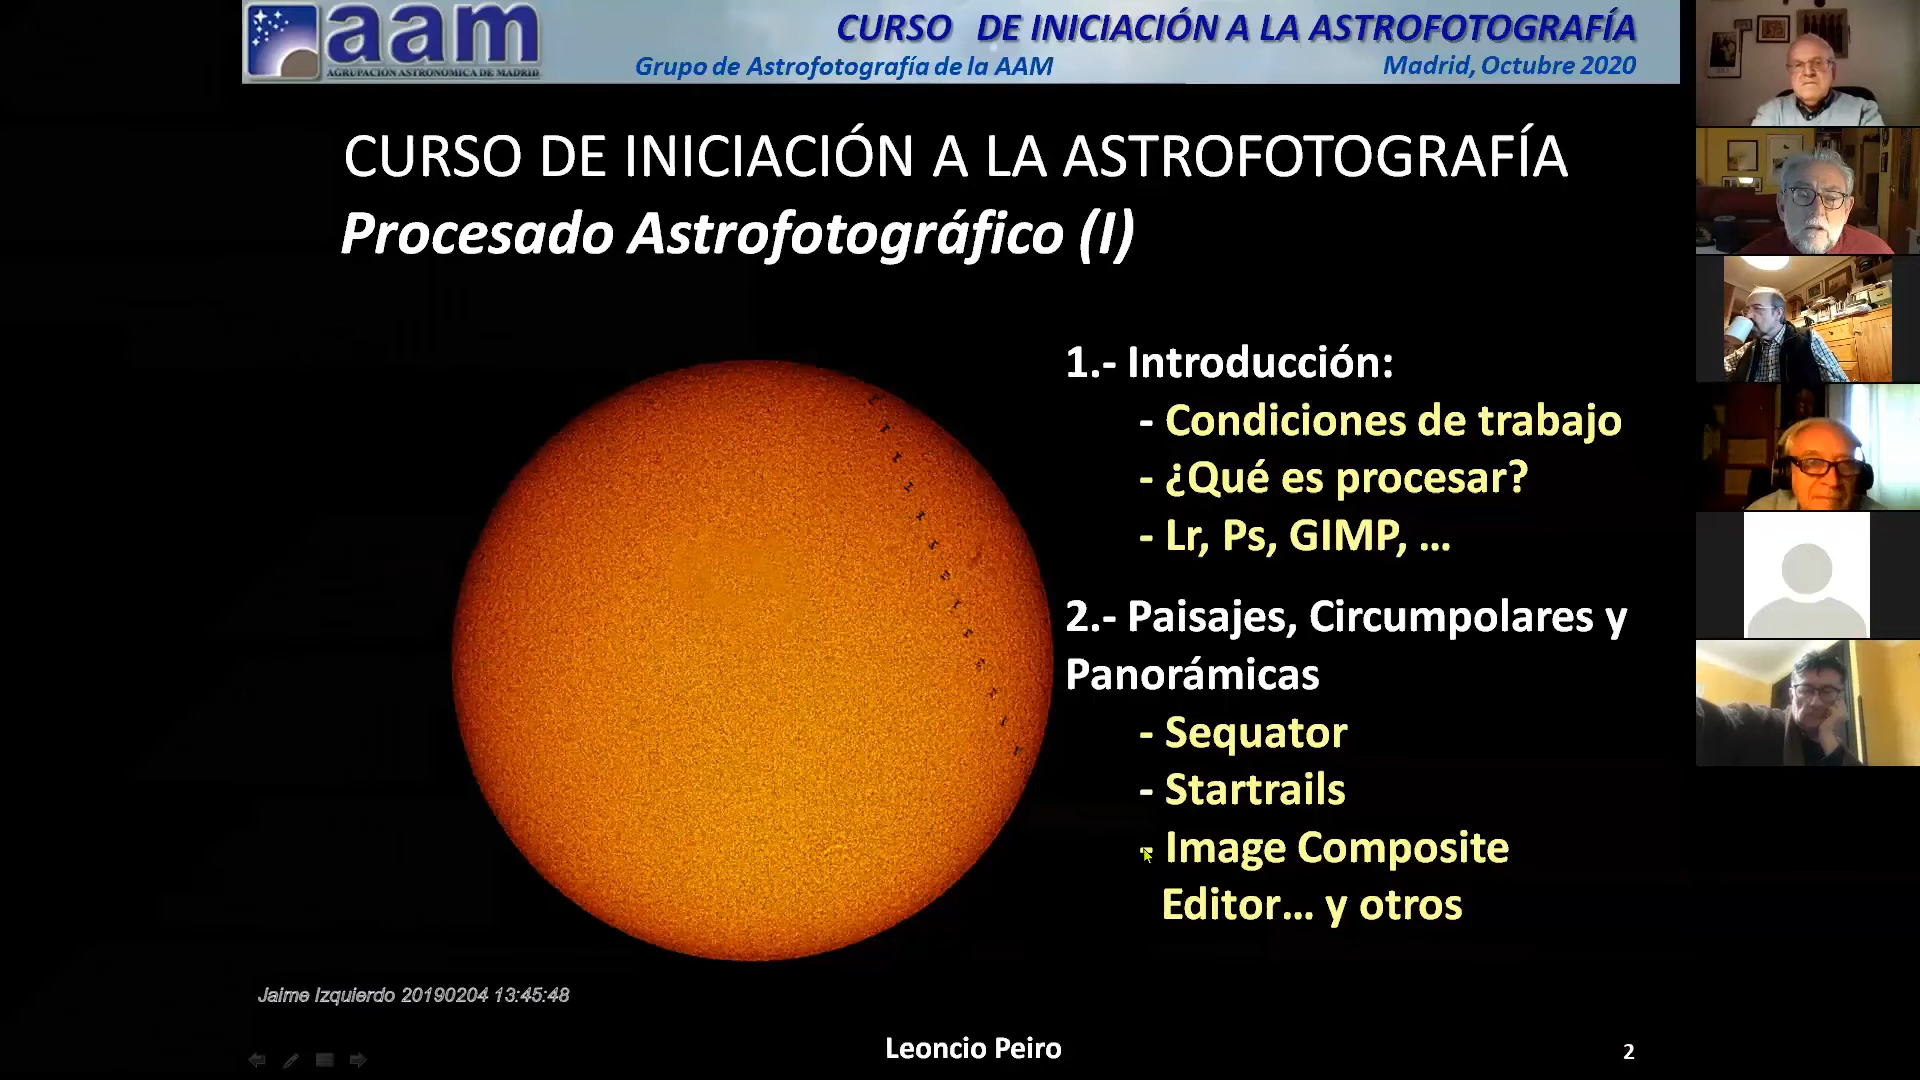 aam
AGRUPACIÓN ASTRONÓMICA DE MADRID
CURSO DE INICIACIÓN A LA ASTROFOTOGRAFÍA
Grupo de Astrofotografía de la AAM
Madrid, Octubre 2020
CURSO DE INICIACIÓN A LA ASTROFOTOGRAFÍA
Procesado Astrofotográfico (I)
1.- Introducción:
- Condiciones de trabajo
- ¿Qué es procesar?
- Lr, Ps, GIMP, ...
2.- Paisajes, Circumpolares y
Panorámicas
- Sequator
- Startrails
- Image Composite
Editor... y otros
Jaime Izquierdo 20190204 13:45:48
Leoncio Peiro
2